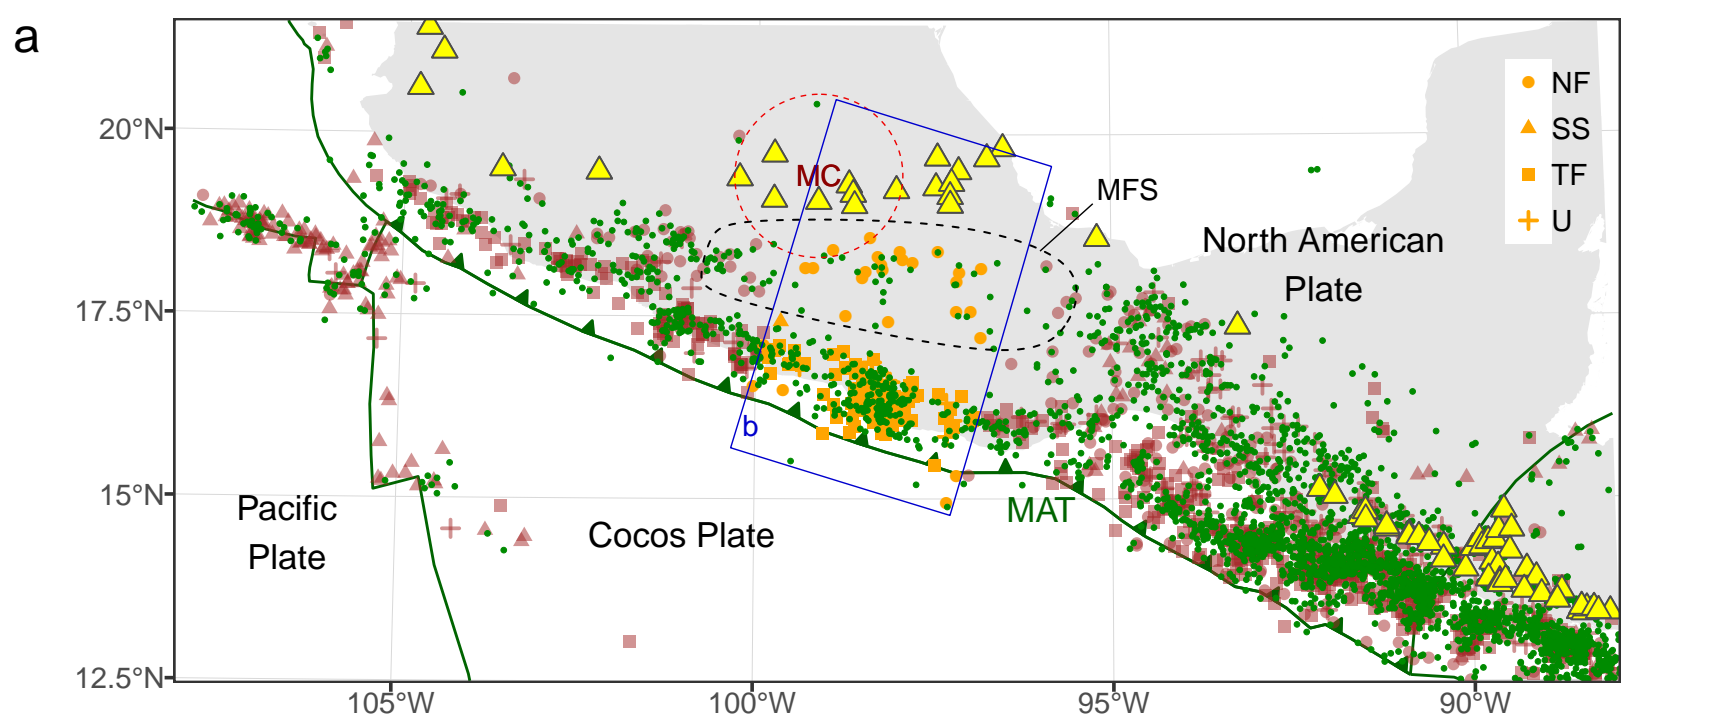 a
20°N
17.5°N
15°N
12.5°N
105°W
100°W
95°W
90°W
MC
MFS
North American
Plate
NF
SS
TF
U
b
MAT
Pacific
Plate
Cocos Plate